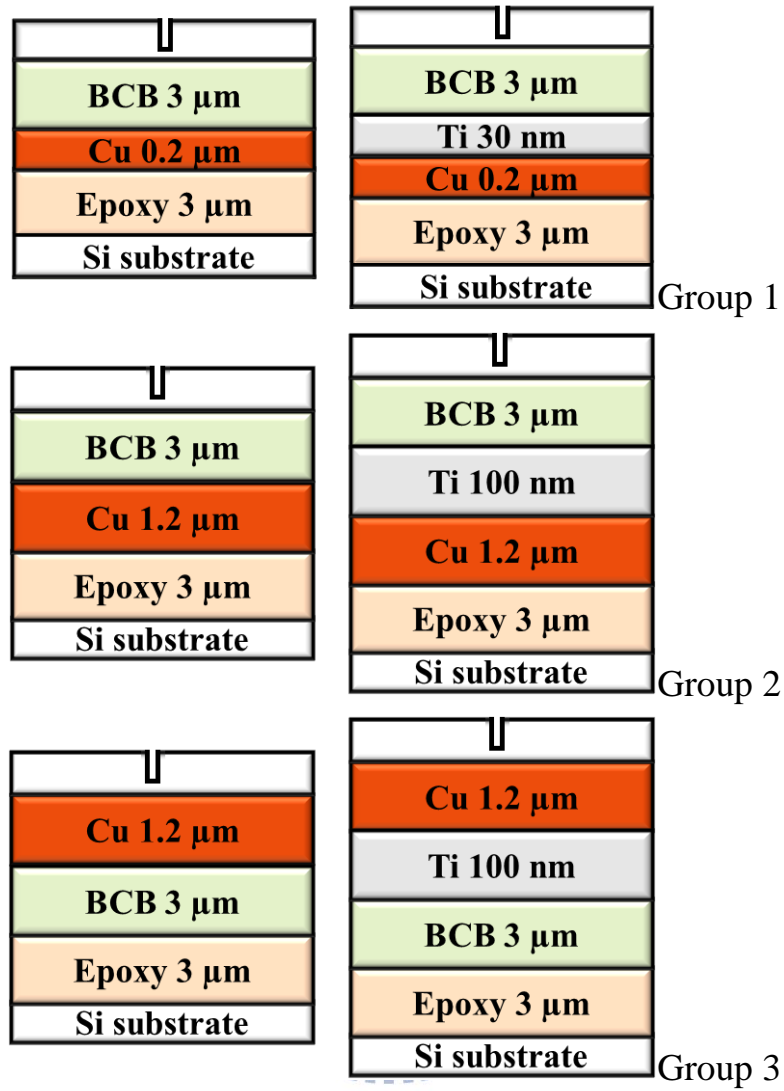 BCB 3 µm
Cu 0.2 µm
Epoxy 3 µm
Si substrate
BCB 3 µm
Ti 30 nm
Cu 0.2 µm
Epoxy 3 µm
Si substrate
Group 1
BCB 3 µm
Cu 1.2 µm
Epoxy 3 µm
Si substrate
BCB 3 µm
Ti 100 nm
Cu 1.2 µm
Epoxy 3 µm
Si substrate
Group 2
Cu 1.2 µm
BCB 3 µm
Epoxy 3 µm
Si substrate
Cu 1.2 µm
Ti 100 nm
BCB 3 µm
Epoxy 3 µm
Si substrate
Group 3